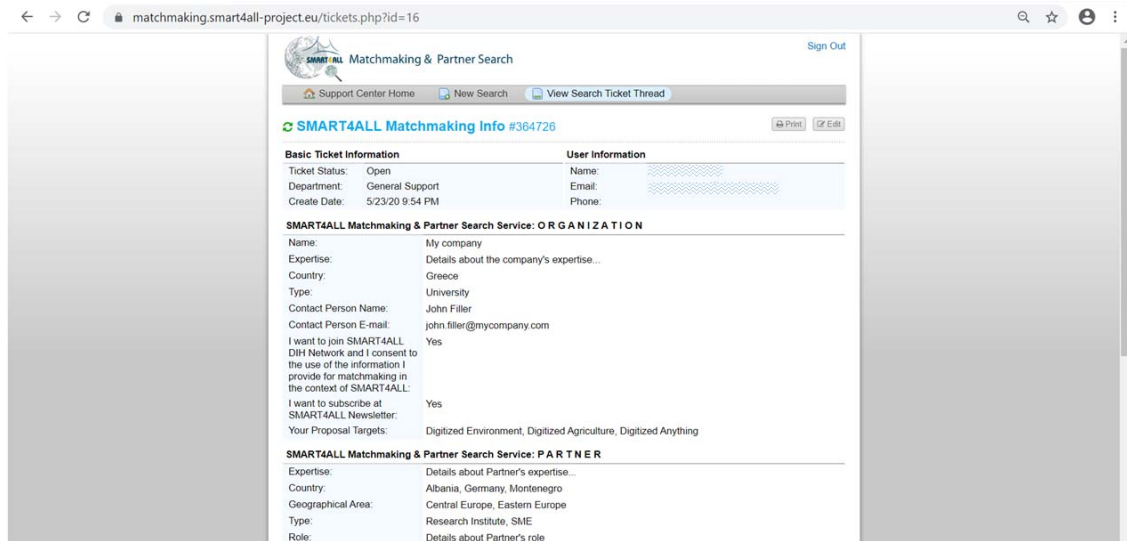 matchmaking.smart4all-project.eu/tickets.php?id=16
SMART4ALL Matchmaking & Partner Search
Sign Out
Support Center Home New Search View Search Ticket Thread
SMART4ALL Matchmaking Info #364726 Print Edit
Basic Ticket Information User Information
Ticket Status: Open Name:
Department: General Support Email:
Create Date: 5/23/20 9:54 PM Phone:
SMART4ALL Matchmaking & Partner Search Service: O R G A N I Z A T I O N
Name: My company
Expertise: Details about the company's expertise...
Country: Greece
Type: University
Contact Person Name: John Filler
Contact Person E-mail: john.filler@mycompany.com
I want to join SMART4ALL Yes
DIH Network and I consent to
the use of the information I
provide for matchmaking in
the context of SMART4ALL:
I want to subscribe at Yes
SMART4ALL Newsletter:
Your Proposal Targets: Digitized Environment, Digitized Agriculture, Digitized Anything
SMART4ALL Matchmaking & Partner Search Service: P A R T N E R
Expertise: Details about Partner's expertise...
Country: Albania, Germany, Montenegro
Geographical Area: Central Europe, Eastern Europe
Type: Research Institute, SME
Role: Details about Partner's role